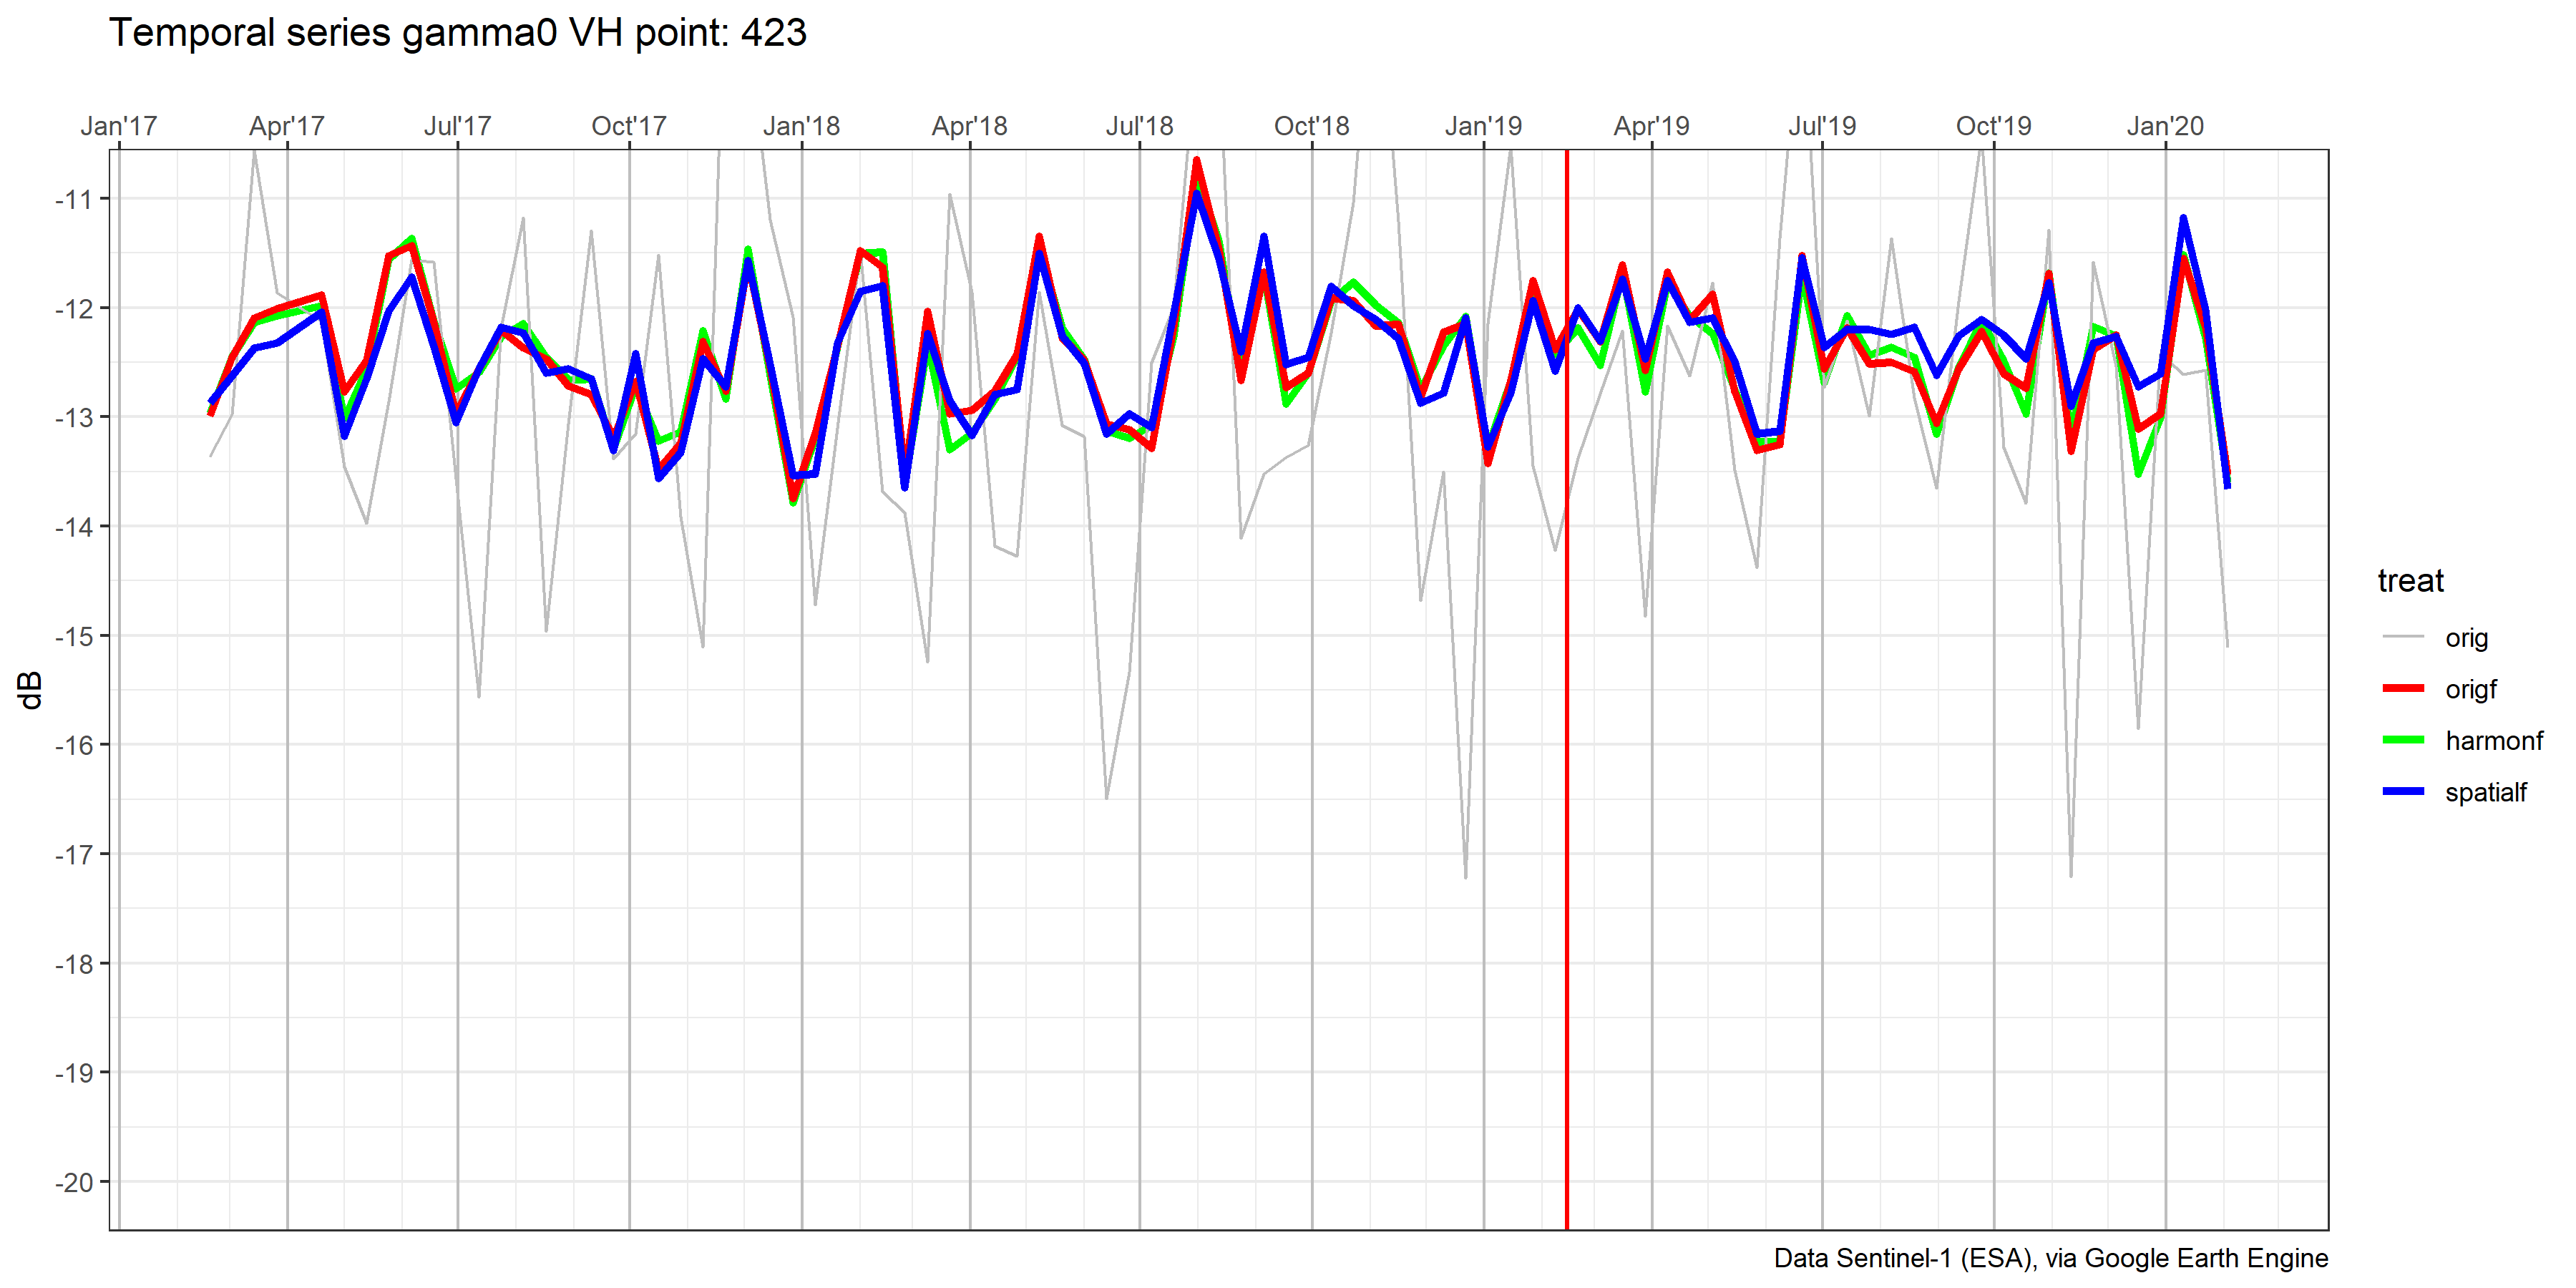 Temporal series gamma0 VH point: 423
Jan'17 Apr'17 Jul'17 Oct'17 Jan'18 Apr'18 Jul'18 Oct'18 Jan'19 Apr'19 Jul'19 Oct'19 Jan'20
-11
-12
-13
-14
-15
-16
-17
-18
-19
-20
dB
treat
orig
origf
harmonf
spatialf
Data Sentinel-1 (ESA), via Google Earth Engine